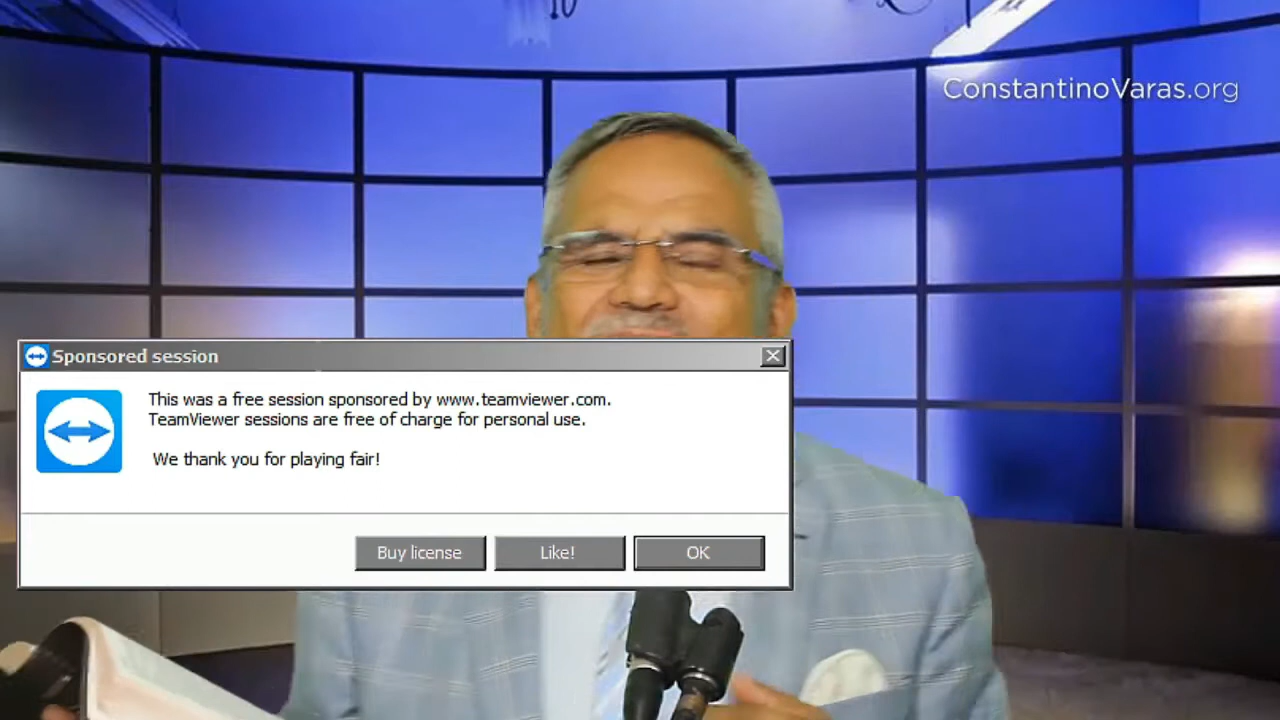 ConstantinoVaras.org
Sponsored session
This was a free session sponsored by www.teamviewer.com.
TeamViewer sessions are free of charge for personal use.
We thank you for playing fair!
Buy license
Like!
OK